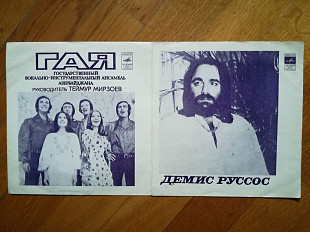 ГАЯ
ГОСУДАРСТВЕННЫЙ
ВОКАЛЬНО-ИНСТРУМЕНТАЛЬНЫЙ АНСАМБЛЬ
АЗЕРБАЙДЖАНА
РУКОВОДИТЕЛЬ ТЕЙМУР МИРЗОЕВ
ДЕМИС РУССОС